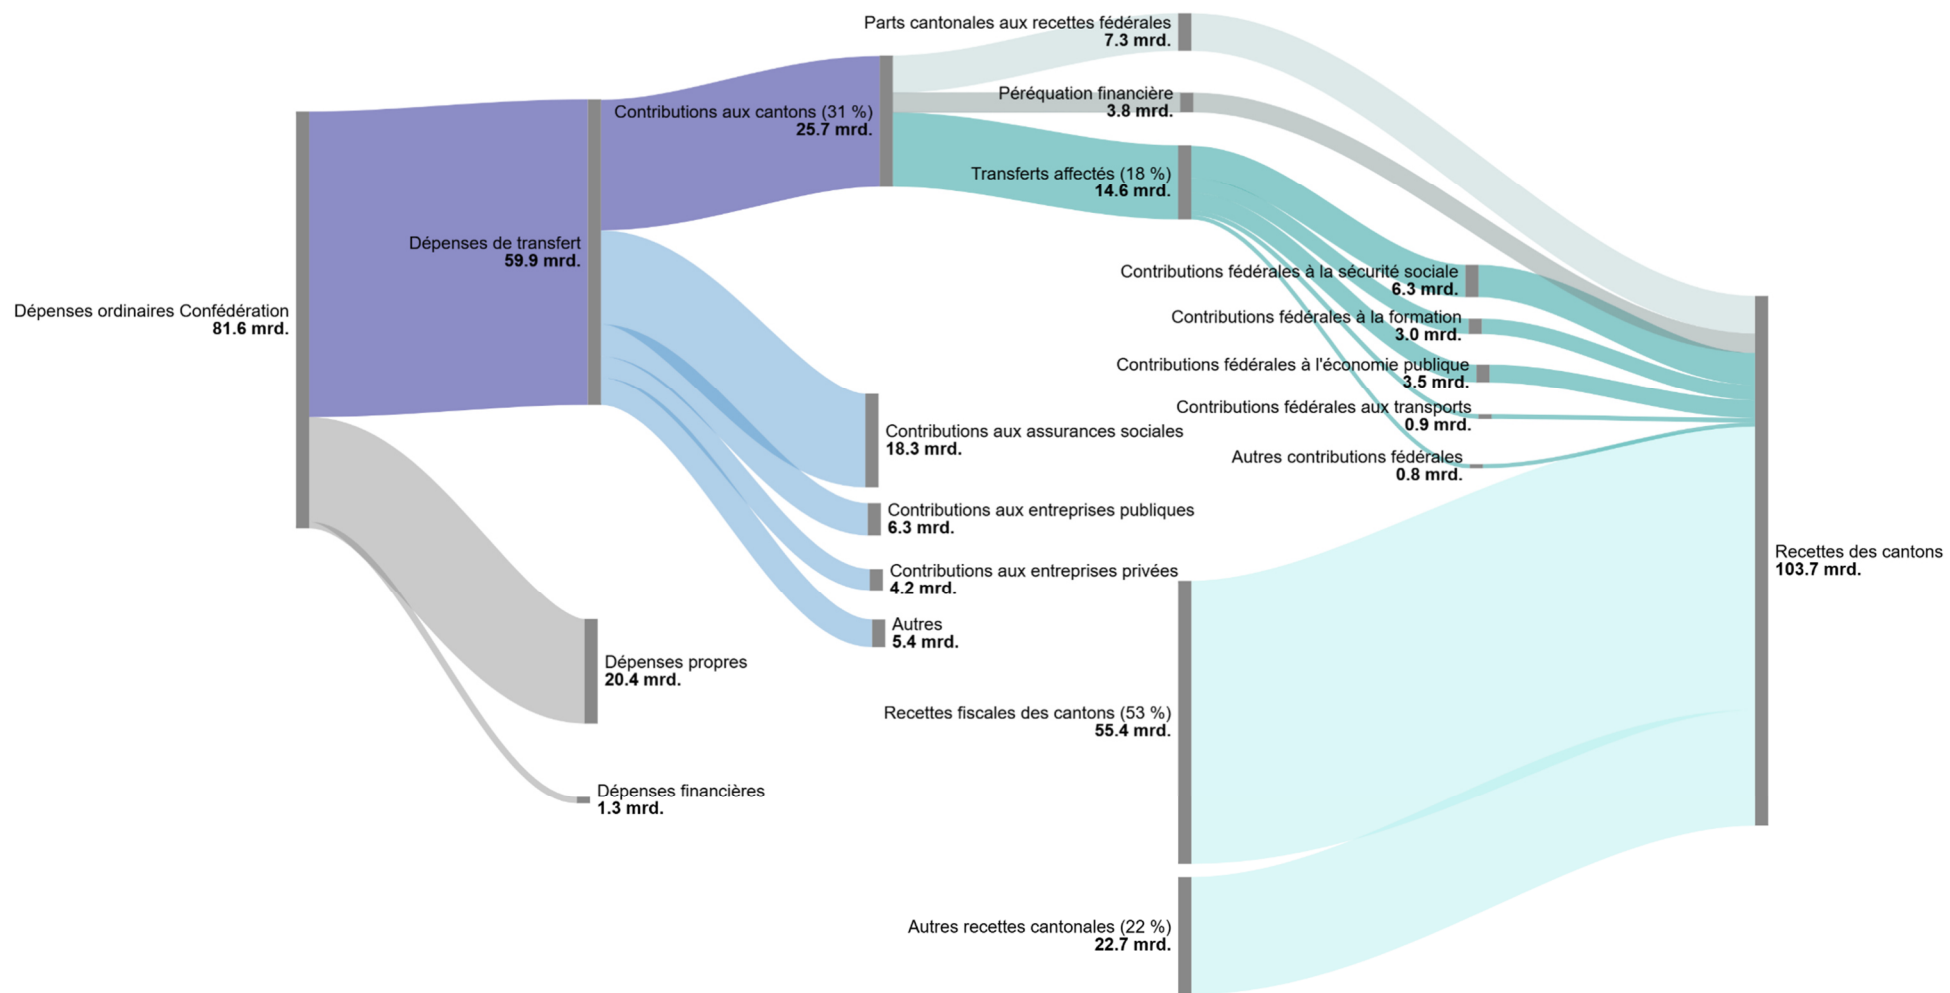 Parts cantonales aux recettes fédérales
7.3 mrd.
Péréquation financière
3.8 mrd.
Contributions aux cantons (31 %)
25.7 mrd.
Transferts affectés (18 %)
14.6 mrd.
Dépenses de transfert
59.9 mrd.
Dépenses ordinaires Confédération
81.6 mrd.
Contributions fédérales à la sécurité sociale
6.3 mrd.
Contributions fédérales à la formation
3.0 mrd.
Contributions fédérales à l'économie publique
3.5 mrd.
Contributions fédérales aux transports
0.9 mrd.
Autres contributions fédérales
0.8 mrd.
Contributions aux assurances sociales
18.3 mrd.
Contributions aux entreprises publiques
6.3 mrd.
Contributions aux entreprises privées
4.2 mrd.
Autres
5.4 mrd.
Recettes des cantons
103.7 mrd.
Dépenses propres
20.4 mrd.
Recettes fiscales des cantons (53 %)
55.4 mrd.
Dépenses financières
1.3 mrd.
Autres recettes cantonales (22 %)
22.7 mrd.